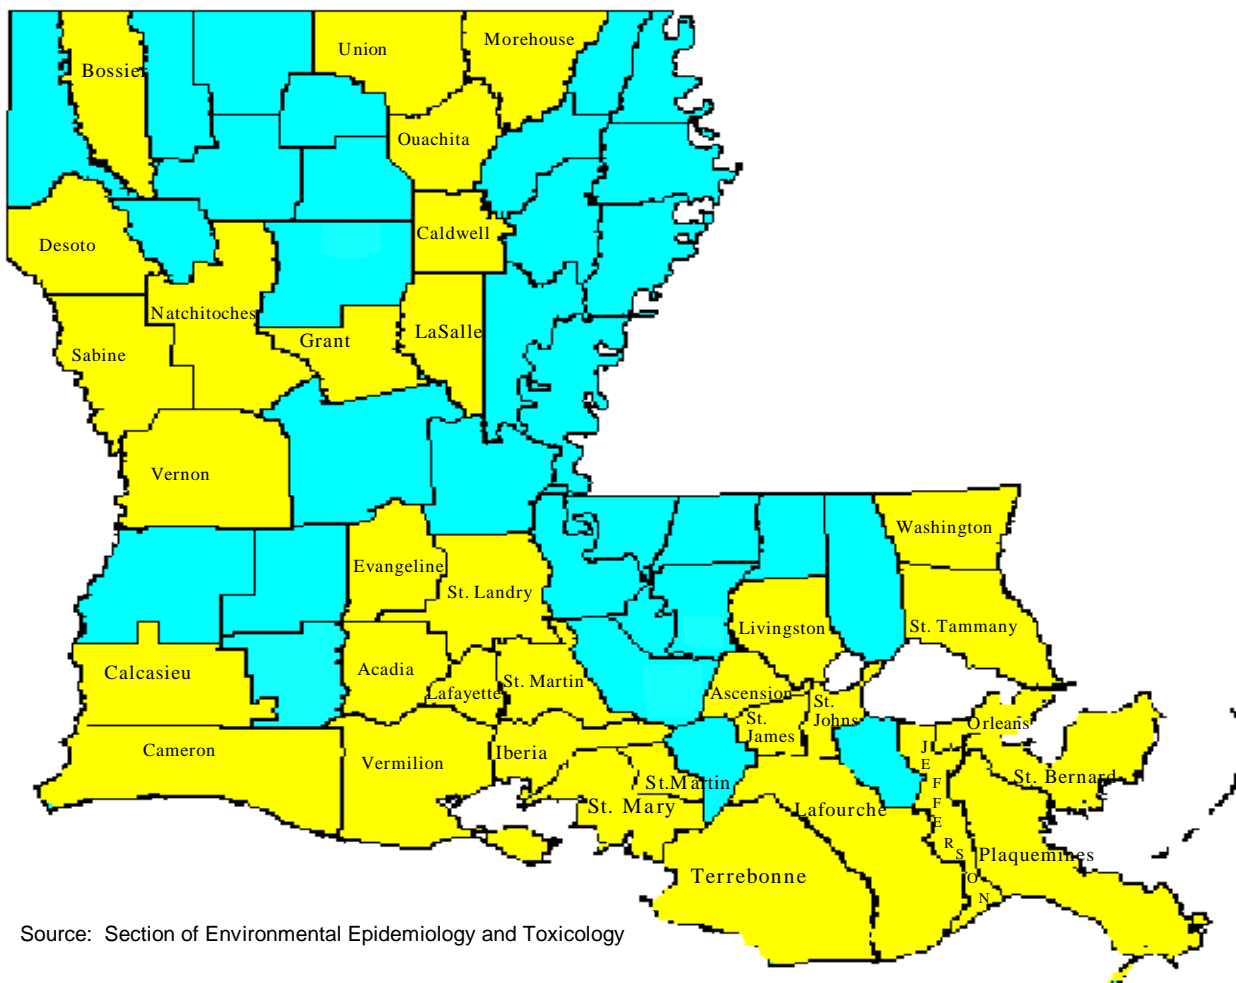 Union
Morehouse
Bossier
Ouachita
Caldwell
Desoto
Natchitoches
LaSalle
Grant
Sabine
Vernon
Washington
Evangeline
St. Landry
Livingston
St. Tammany
Calcasieu
Acadia
Lafayette
St. Martin
Ascension
St.
Johns
St.
James
Orleans
Cameron
Vermilion
Iberia
JEFFERSON
St. Bernard
St.Martin
St. Mary
Lafourche
Plaquemines
Terrebonne
Source: Section of Environmental Epidemiology and Toxicology